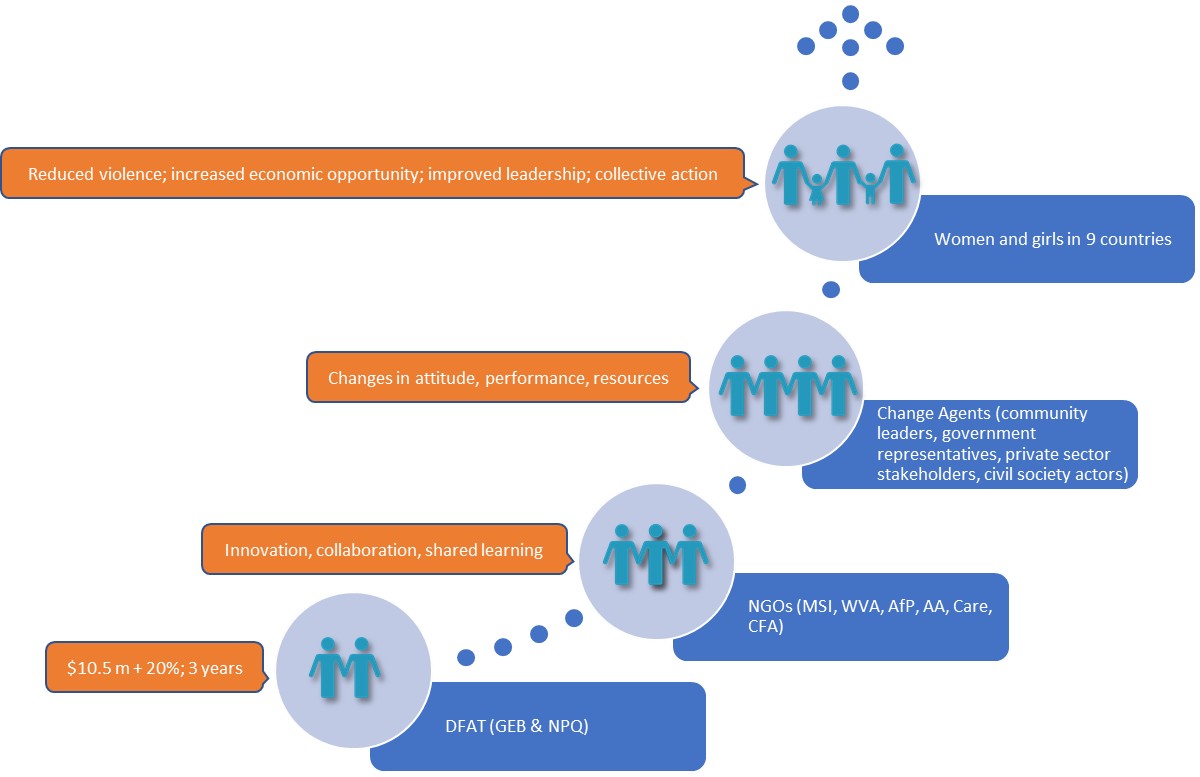 Reduced violence; increased economic opportunity; improved leadership; collective action
Women and girls in 9 countries
Changes in attitude, performance, resources
Change Agents (community
leaders, government
representatives, private sector
stakeholders, civil society actors)
Innovation, collaboration, shared learning
NGOs (MSI, WVA, AfP, AA, Care,
CFA)
$10.5 m + 20%; 3 years
DFAT (GEB & NPQ)